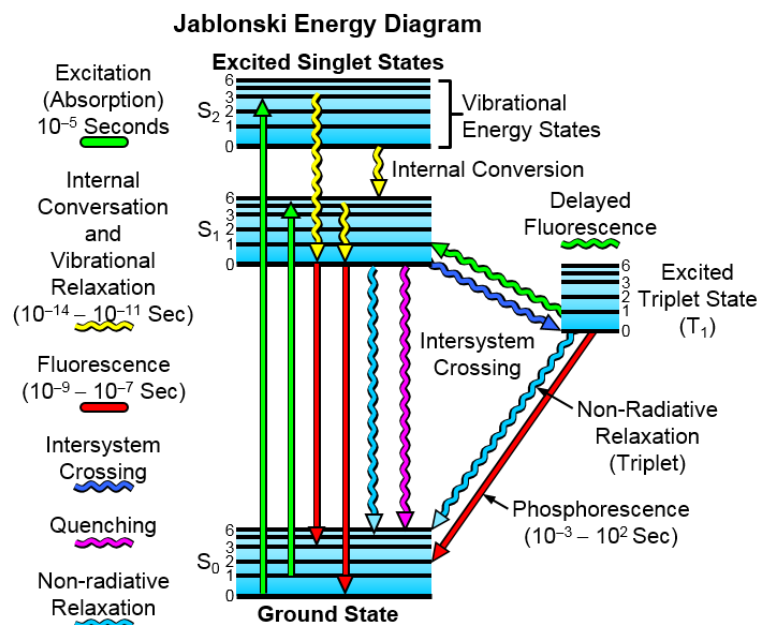 Jablonski Energy Diagram
Excitation
(Absorption)
10⁻⁵ Seconds
Internal
Conversation
and
Vibrational
Relaxation
(10⁻¹⁴ – 10⁻¹¹ Sec)
Fluorescence
(10⁻⁹ – 10⁻⁷ Sec)
Intersystem
Crossing
Quenching
Non-radiative
Relaxation
Excited Singlet States
S₂
6
3
2
1
0
Vibrational
Energy States
Internal Conversion
S₁
6
3
2
1
0
Delayed
Fluorescence
6
3
2
1
0
Excited
Triplet State
(T₁)
Intersystem
Crossing
Non-Radiative
Relaxation
(Triplet)
Phosphorescence
(10⁻³ – 10² Sec)
S₀
6
3
2
1
0
Ground State